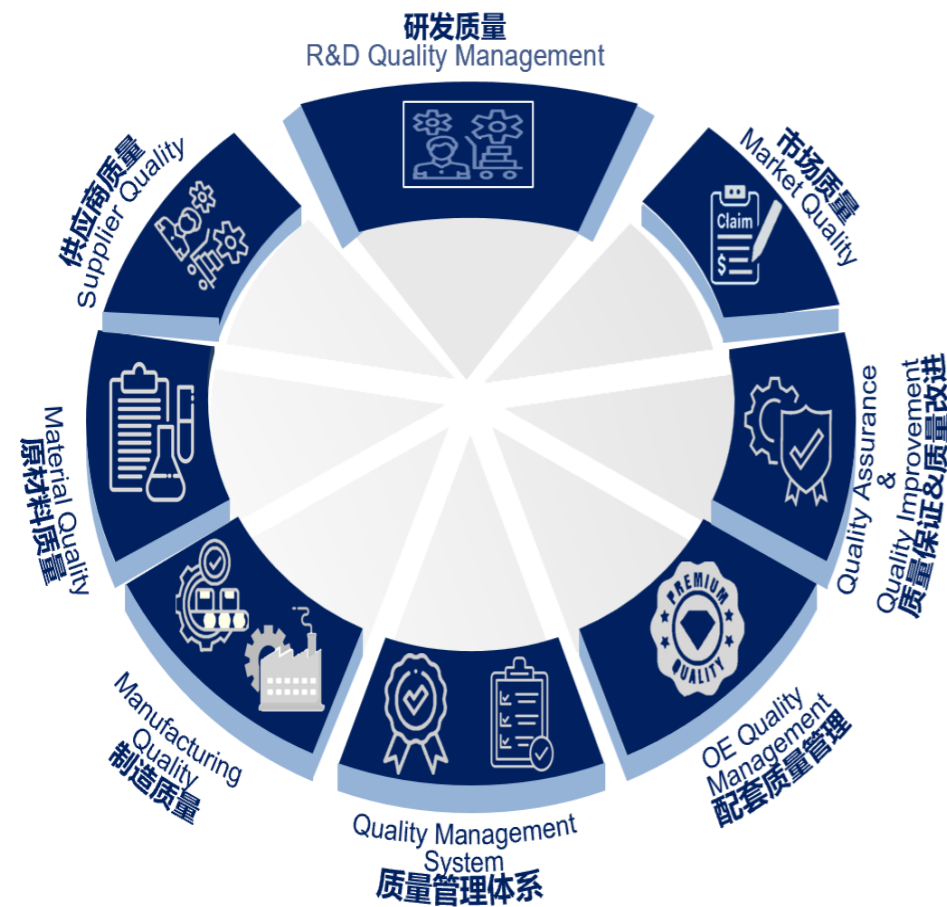 研发质量
R&D Quality Management
市场质量
Market Quality
Claim
$
Quality Assurance
&
Quality Improvement
质量保证&质量改进
PREMIUM
QUALITY
OE Quality
Management
配套质量管理
Quality Management
System
质量管理体系
Manufacturing
Quality
制造质量
Material Quality
原材料质量
供应商质量
Supplier Quality